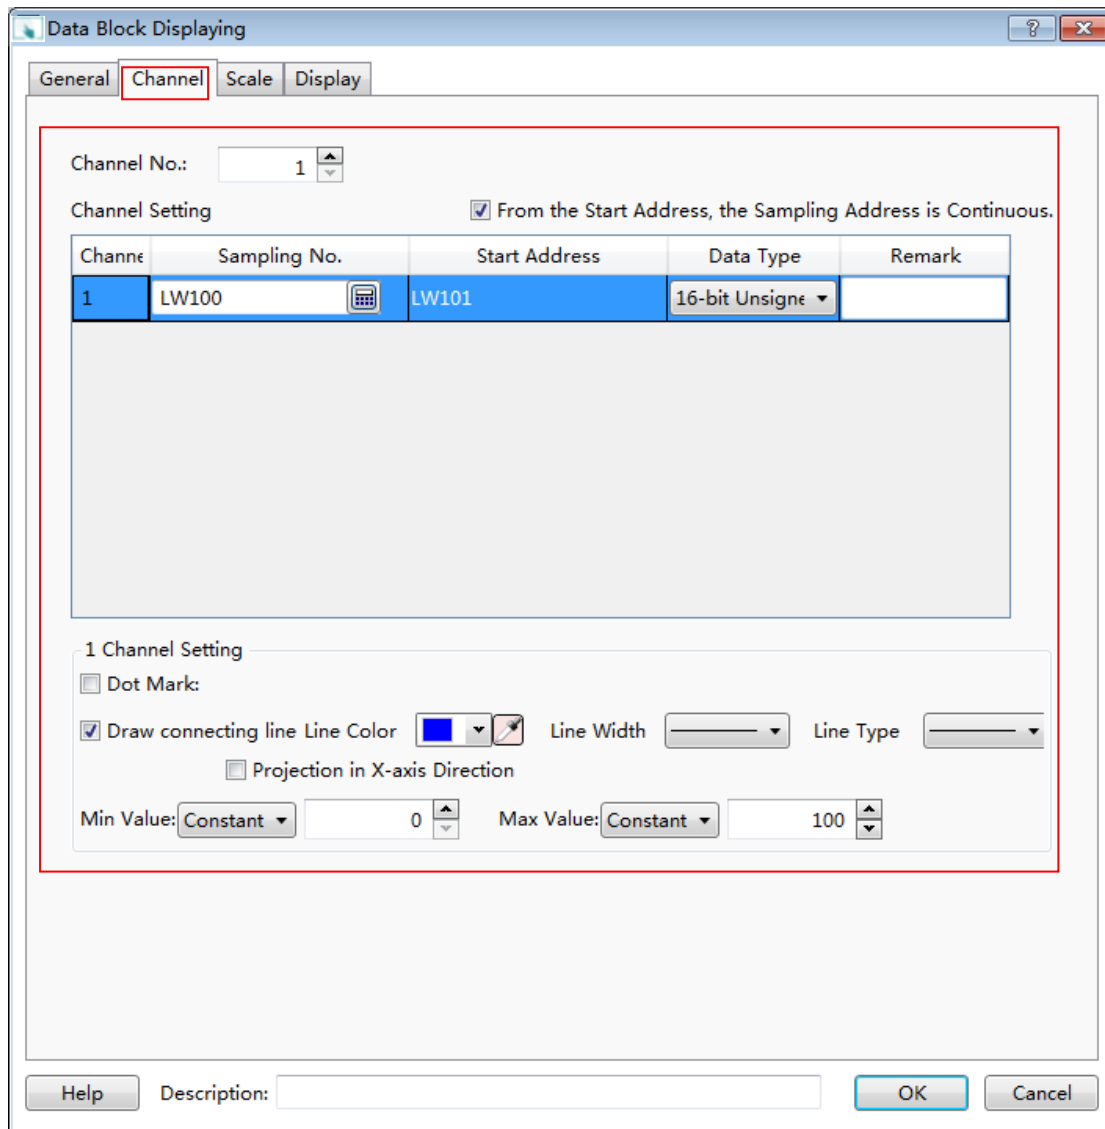 Data Block Displaying
General Channel Scale Display
Channel No.: 1
Channel Setting From the Start Address, the Sampling Address is Continuous.
Channe Sampling No. Start Address Data Type Remark
1 LW100 LW101 16-bit Unsigne
1 Channel Setting
Dot Mark:
Draw connecting line Line Color Line Width Line Type
Projection in X-axis Direction
Min Value: Constant 0 Max Value: Constant 100
Help Description: OK Cancel